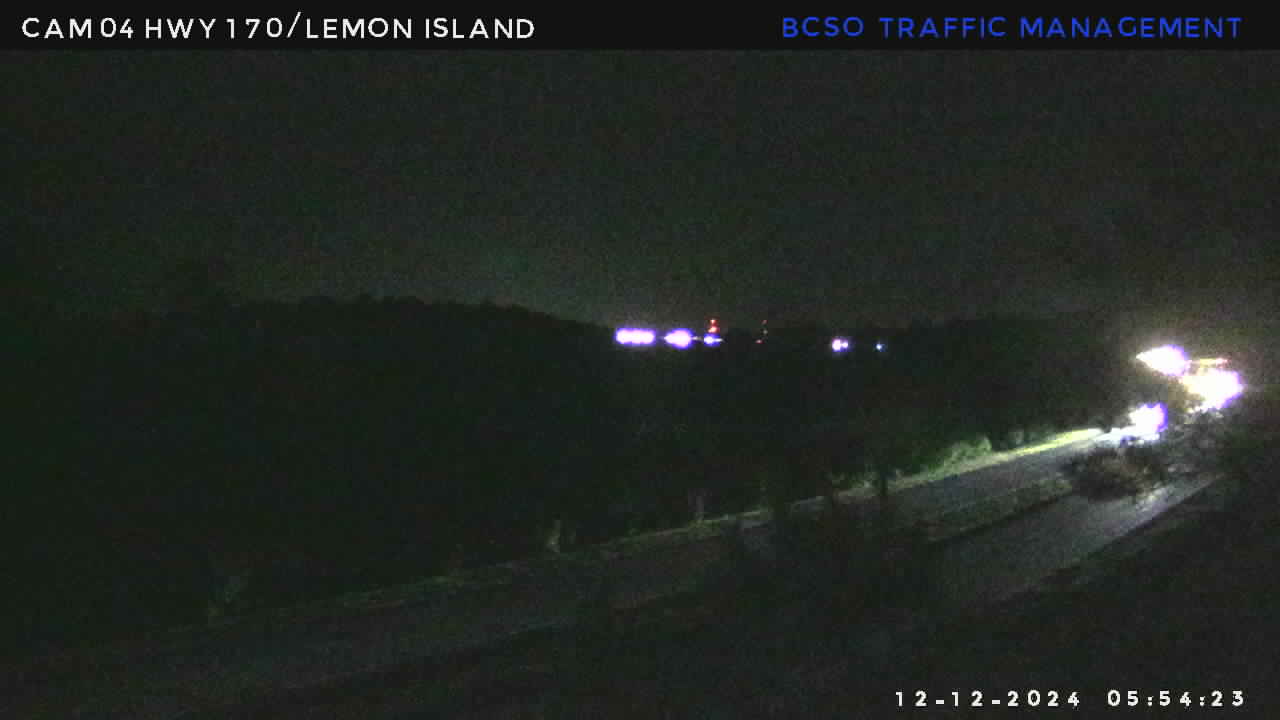 CAM04 HWY 170/LEMON ISLAND
BCSO TRAFFIC MANAGEMENT
12-12-2024 05:54:23